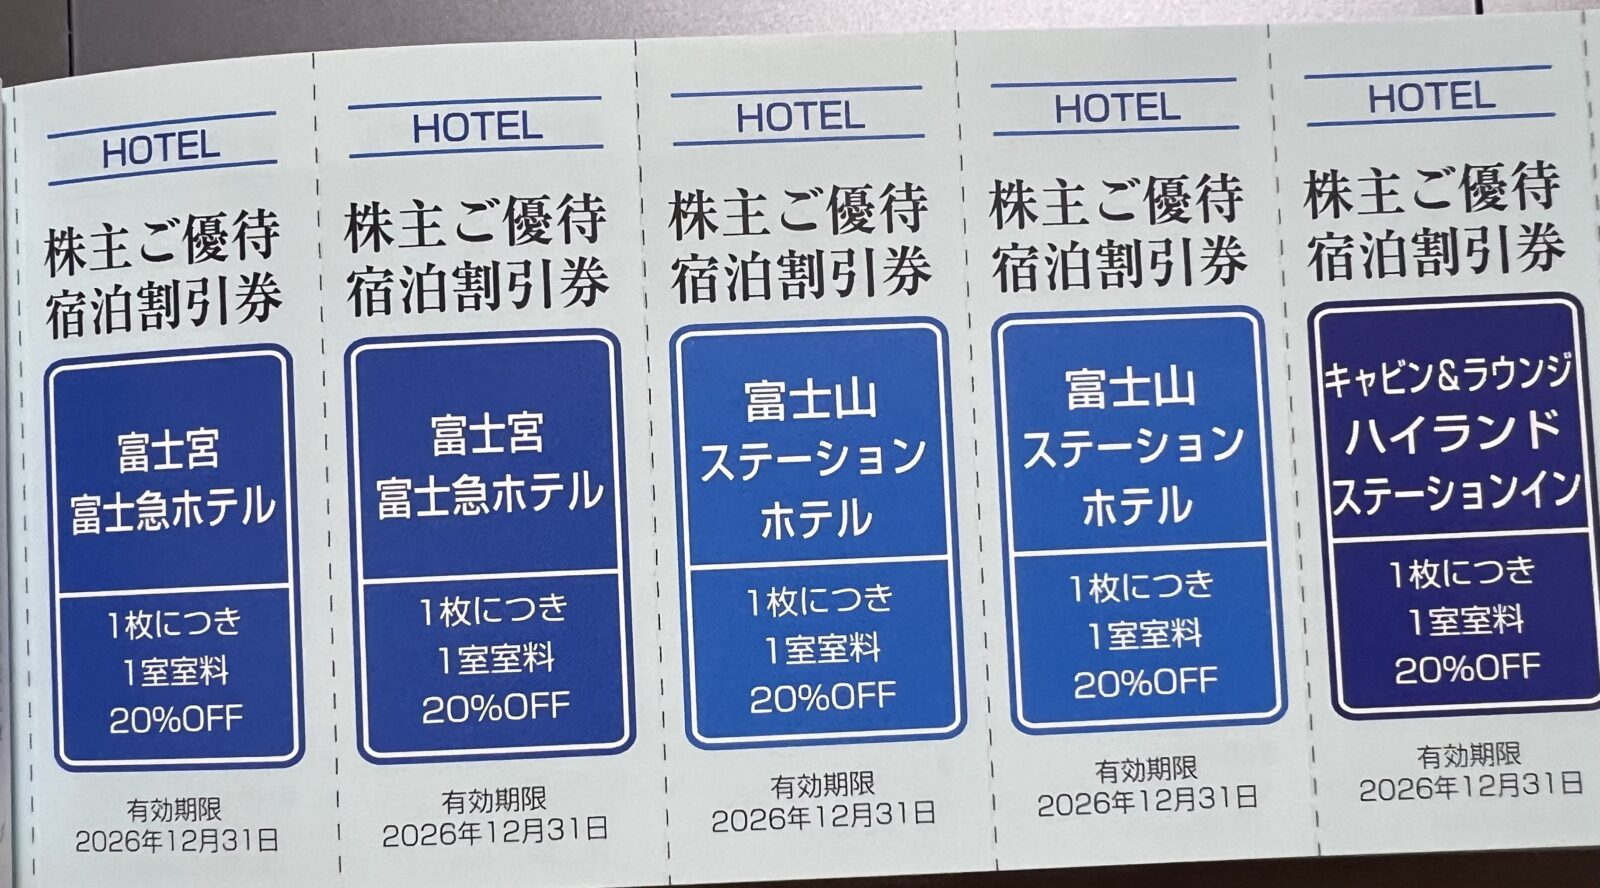 HOTEL
株主ご優待
宿泊割引券
富士宮
富士急ホテル
1枚につき
1室室料
20%OFF
有効期限
2026年12月31日
HOTEL
株主ご優待
宿泊割引券
富士宮
富士急ホテル
1枚につき
1室室料
20%OFF
有効期限
2026年12月31日
HOTEL
株主ご優待
宿泊割引券
富士山
ステーション
ホテル
1枚につき
1室室料
20%OFF
有効期限
2026年12月31日
HOTEL
株主ご優待
宿泊割引券
富士山
ステーション
ホテル
1枚につき
1室室料
20%OFF
有効期限
2026年12月31日
HOTEL
株主ご優待
宿泊割引券
キャビン&ラウンジ
ハイランド
ステーションイン
1枚につき
1室室料
20%OFF
有効期限
2026年12月31日